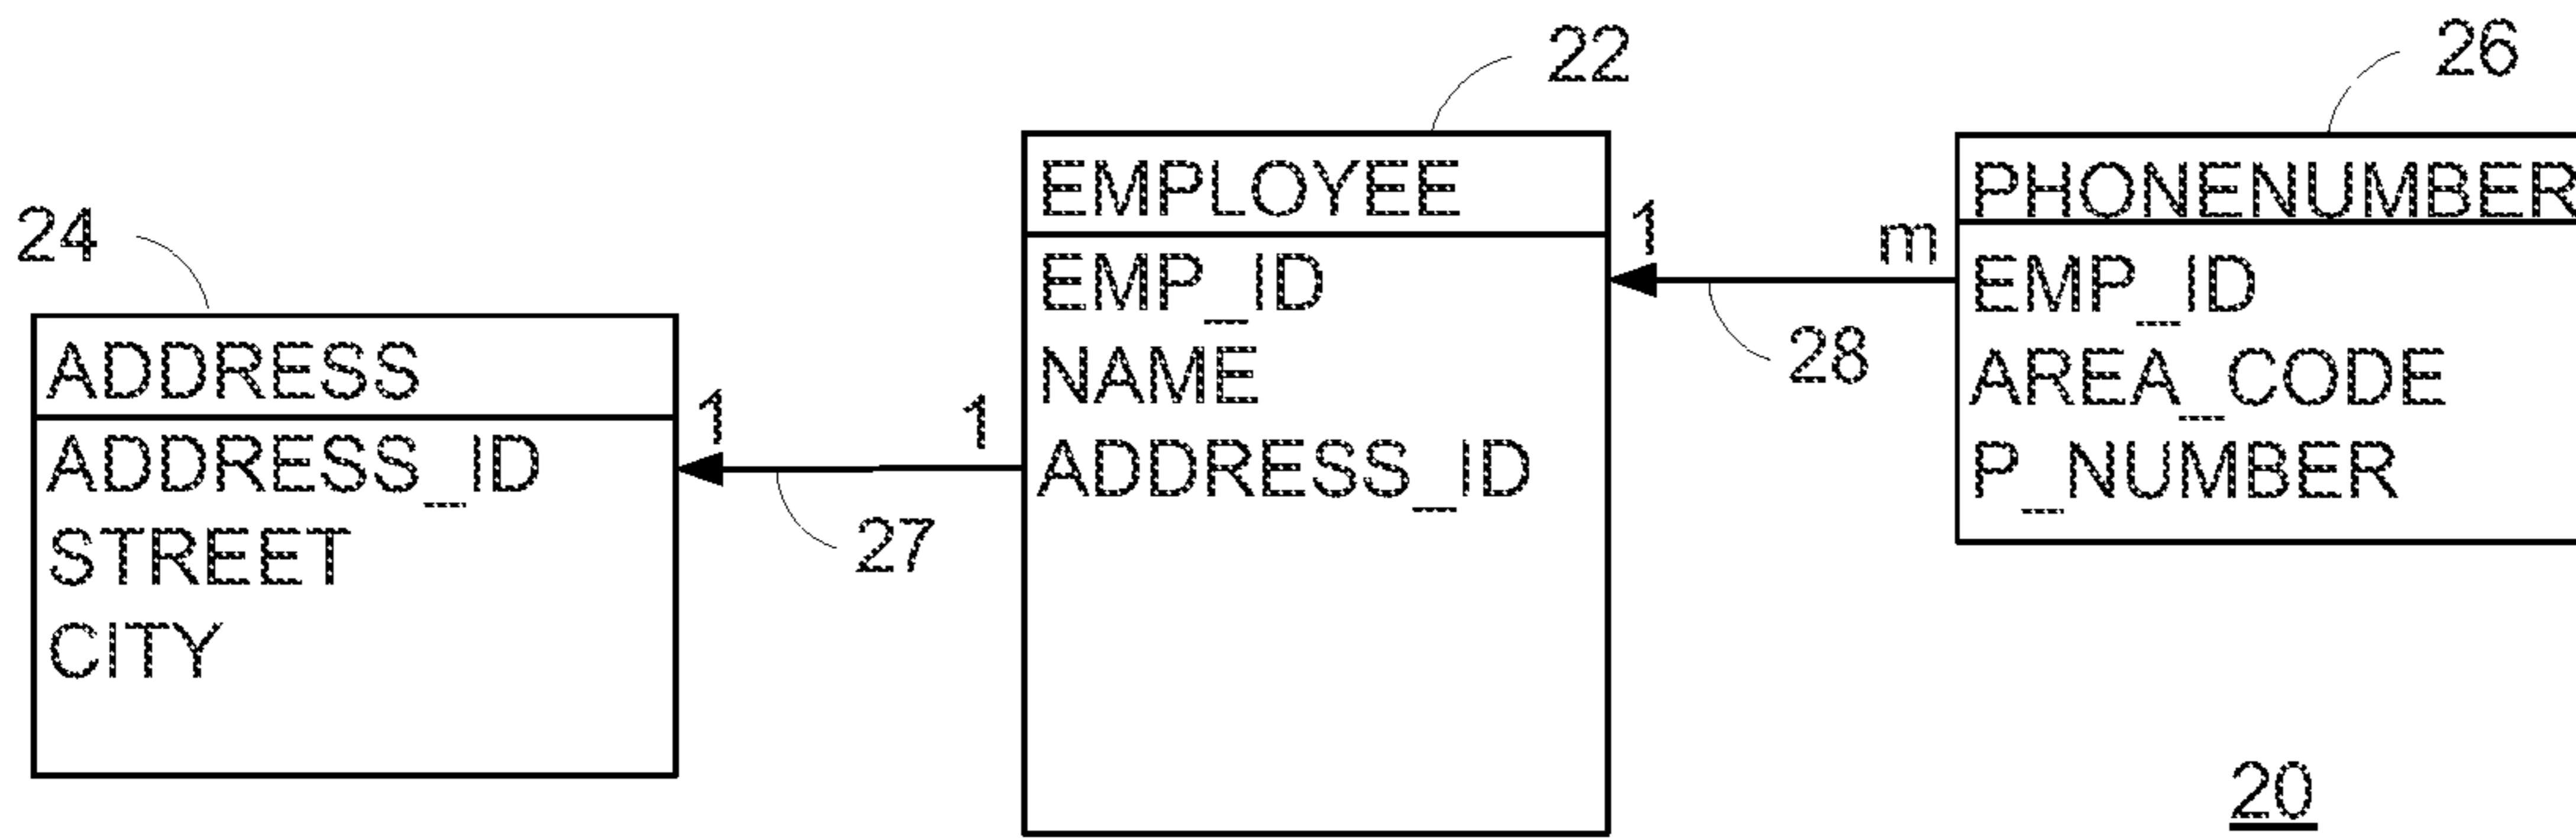 22
26
24
EMPLOYEE
EMP_ID
NAME
ADDRESS_ID
PHONENUMBER
EMP_ID
AREA_CODE
P_NUMBER
1
m
28
ADDRESS
ADDRESS_ID
STREET
CITY
1
1
27
20